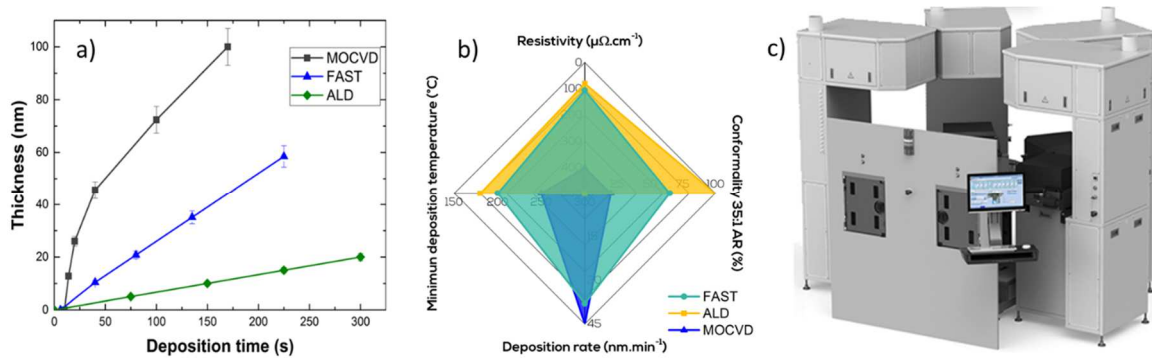 a)
MOCVD
FAST
ALD
Thickness (nm)
100
80
60
40
20
0
0 50 100 150 200 250 300
Deposition time (s)
b)
Resistivity (μΩ.cm⁻¹)
0
100
Minimun deposition temperature (°C)
150
200
Conformality 35:1 AR (%)
75
100
15
45
Deposition rate (nm.min⁻¹)
FAST
ALD
MOCVD
c)